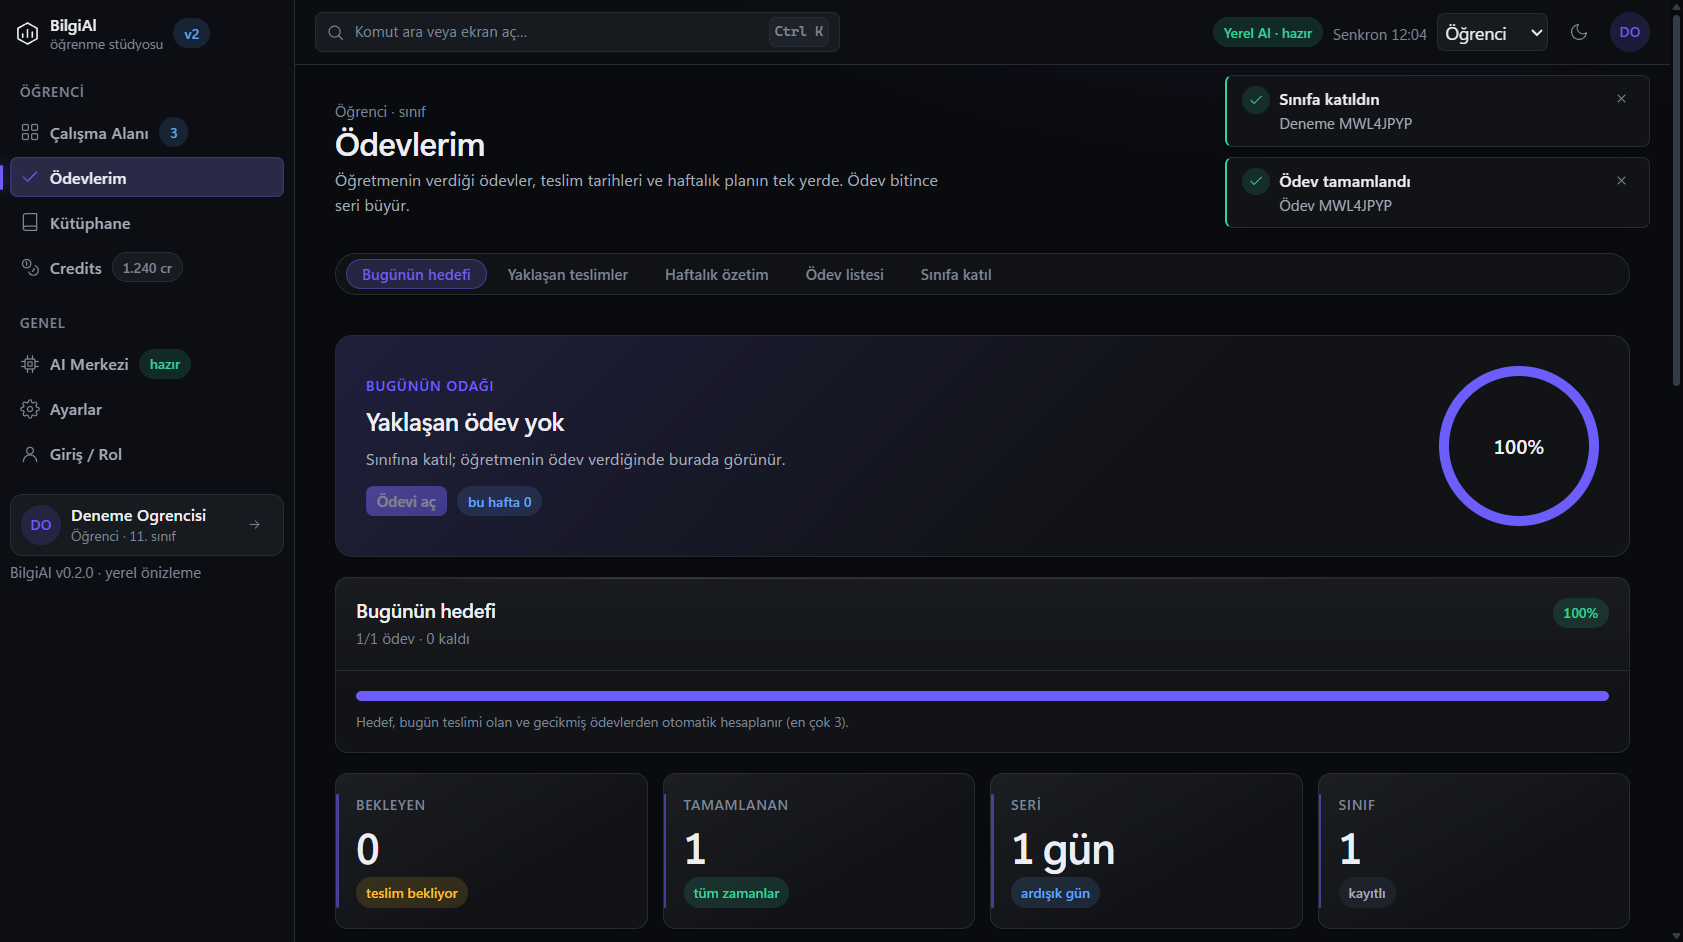 BilgiAI
öğrenme stüdyosu
v2
ÖĞRENCİ
Çalışma Alanı
3
Ödevlerim
Kütüphane
Credits
1.240 cr
GENEL
AI Merkezi
hazır
Ayarlar
Giriş / Rol
DO
Deneme Ogrencisi
Öğrenci · 11. sınıf
BilgiAI v0.2.0 · yerel önizleme
Komut ara veya ekran aç...
Ctrl K
Yerel AI · hazır
Senkron 12:04
Öğrenci
DO
Sınıfa katıldın
Deneme MWL4JPYP
Ödev tamamlandı
Ödev MWL4JPYP
Öğrenci · sınıf
Ödevlerim
Öğretmenin verdiği ödevler, teslim tarihleri ve haftalık planın tek yerde. Ödev bitince
seri büyür.
Bugünün hedefi
Yaklaşan teslimler
Haftalık özetim
Ödev listesi
Sınıfa katıl
BUGÜNÜN ODAĞI
Yaklaşan ödev yok
Sınıfına katıl; öğretmenin ödev verdiğinde burada görünür.
Ödevi aç
bu hafta 0
100%
Bugünün hedefi
1/1 ödev · 0 kaldı
100%
Hedef, bugün teslimi olan ve gecikmiş ödevlerden otomatik hesaplanır (en çok 3).
BEKLEYEN
0
teslim bekliyor
TAMAMLANAN
1
tüm zamanlar
SERİ
1 gün
ardışık gün
SINIF
1
kayıtlı